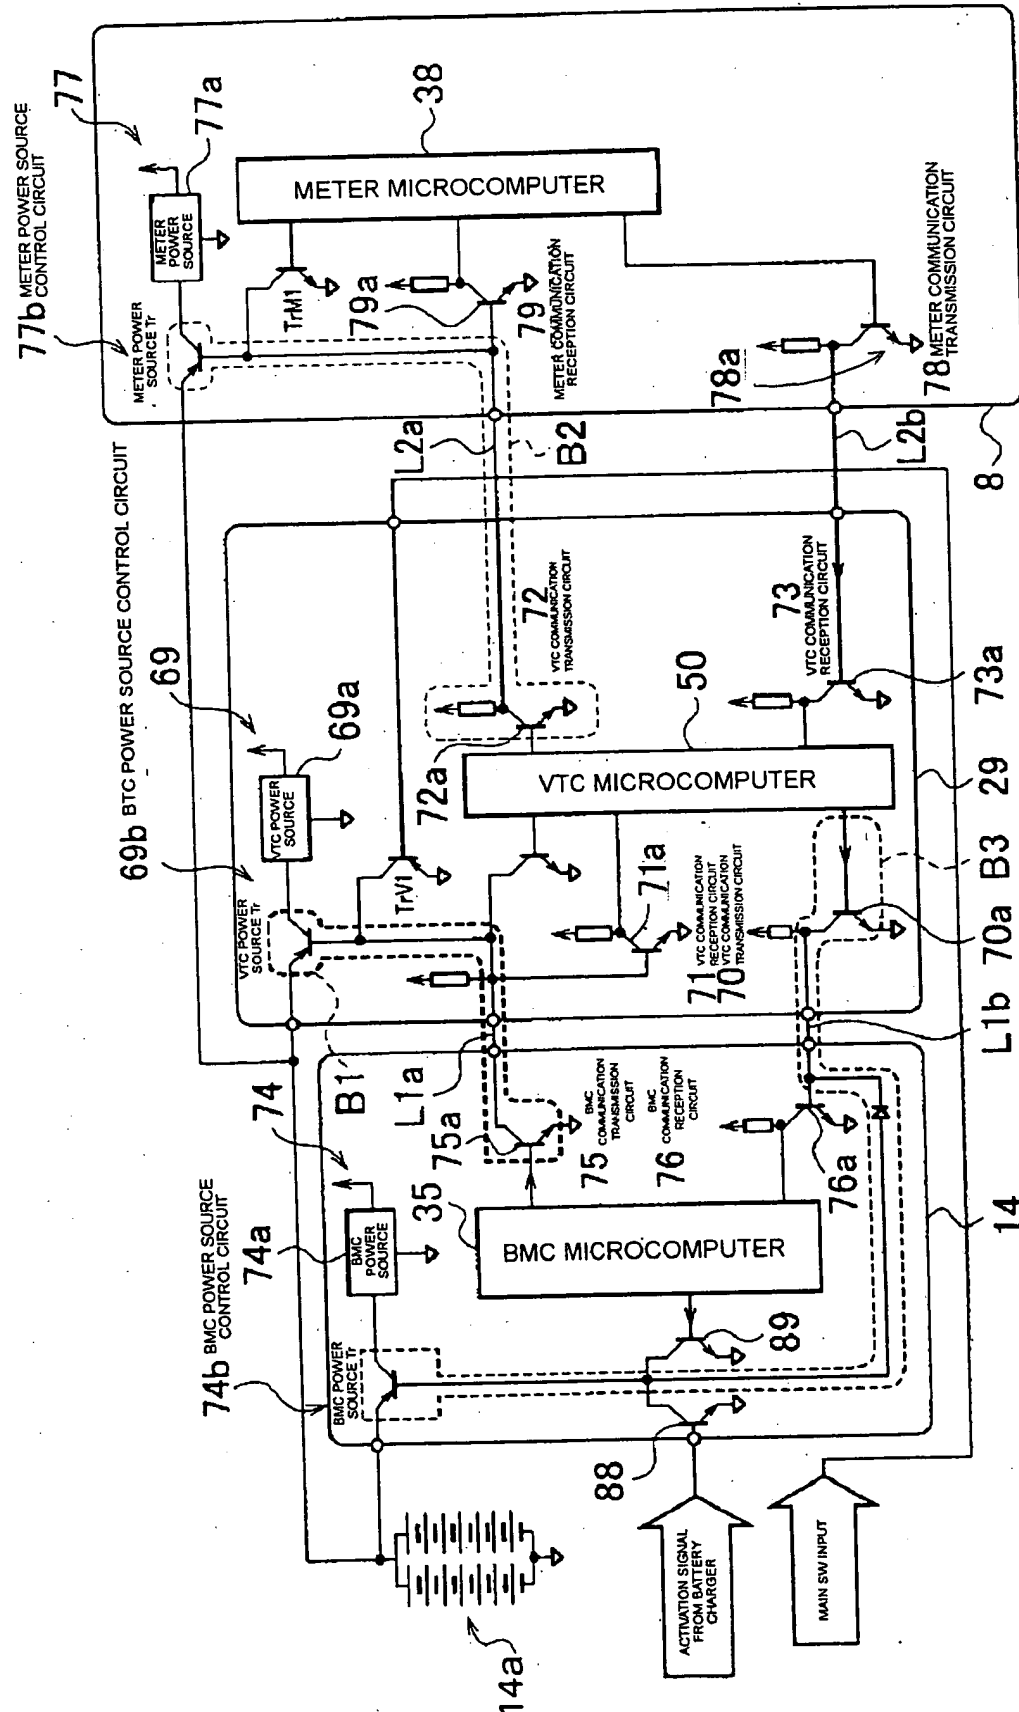 77b METER POWER SOURCE
CONTROL CIRCUIT
77
METER POWER
SOURCE Tr
METER
POWER
SOURCE
77a
TrM1
METER MICROCOMPUTER
38
79a
79
METER COMMUNICATION
RECEPTION CIRCUIT
78a
78 METER COMMUNICATION
TRANSMISSION CIRCUIT
8
L2a
B2
L2b
69b BTC POWER SOURCE CONTROL CIRCUIT
69
VTC POWER
SOURCE Tr
VTC POWER
SOURCE
69a
TrV1
72a
72
VTC COMMUNICATION
TRANSMISSION CIRCUIT
VTC MICROCOMPUTER
50
73
VTC COMMUNICATION
RECEPTION CIRCUIT
73a
71a
71 VTC COMMUNICATION
RECEPTION CIRCUIT
70 VTC COMMUNICATION
TRANSMISSION CIRCUIT
70a
29
B3
B1
L1a
L1b
74b BMC POWER SOURCE
CONTROL CIRCUIT
74
BMC POWER
SOURCE Tr
BMC
POWER
SOURCE
74a
75a
75 BMC
COMMUNICATION
TRANSMISSION
CIRCUIT
76 BMC
COMMUNICATION
RECEPTION
CIRCUIT
76a
35
BMC MICROCOMPUTER
89
88
14
14a
ACTIVATION SIGNAL
FROM BATTERY
CHARGER
MAIN SW INPUT